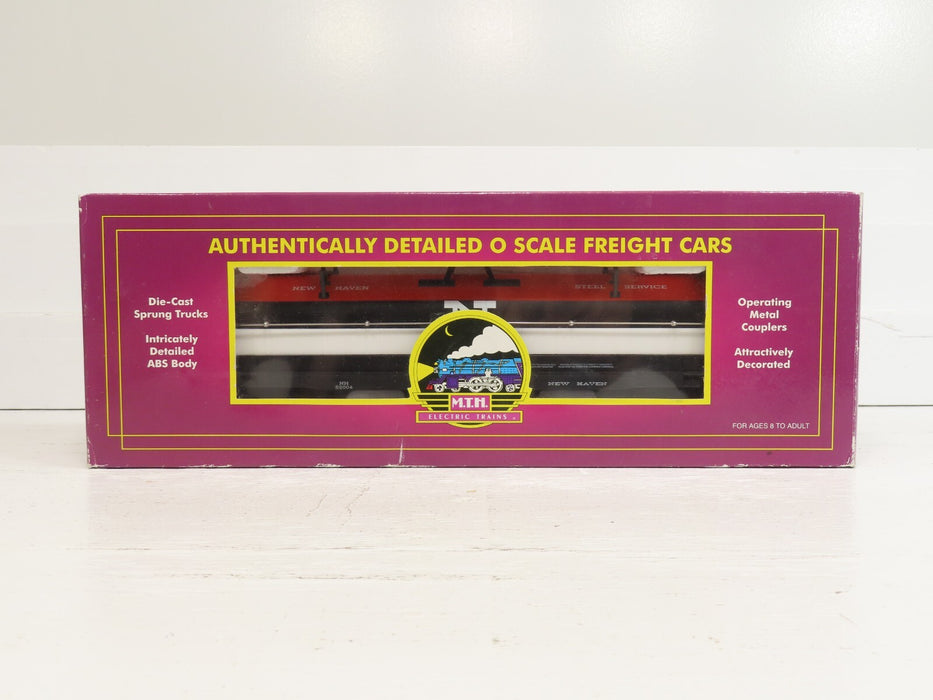 AUTHENTICALLY DETAILED O SCALE FREIGHT CARS
Die-Cast
Sprung Trucks
Intricately
Detailed
ABS Body
NEW HAVEN
STEEL SERVICE
N
NH
NEW HAVEN
M.T.H.
ELECTRIC TRAINS
Operating
Metal
Couplers
Attractively
Decorated
FOR AGES 8 TO ADULT